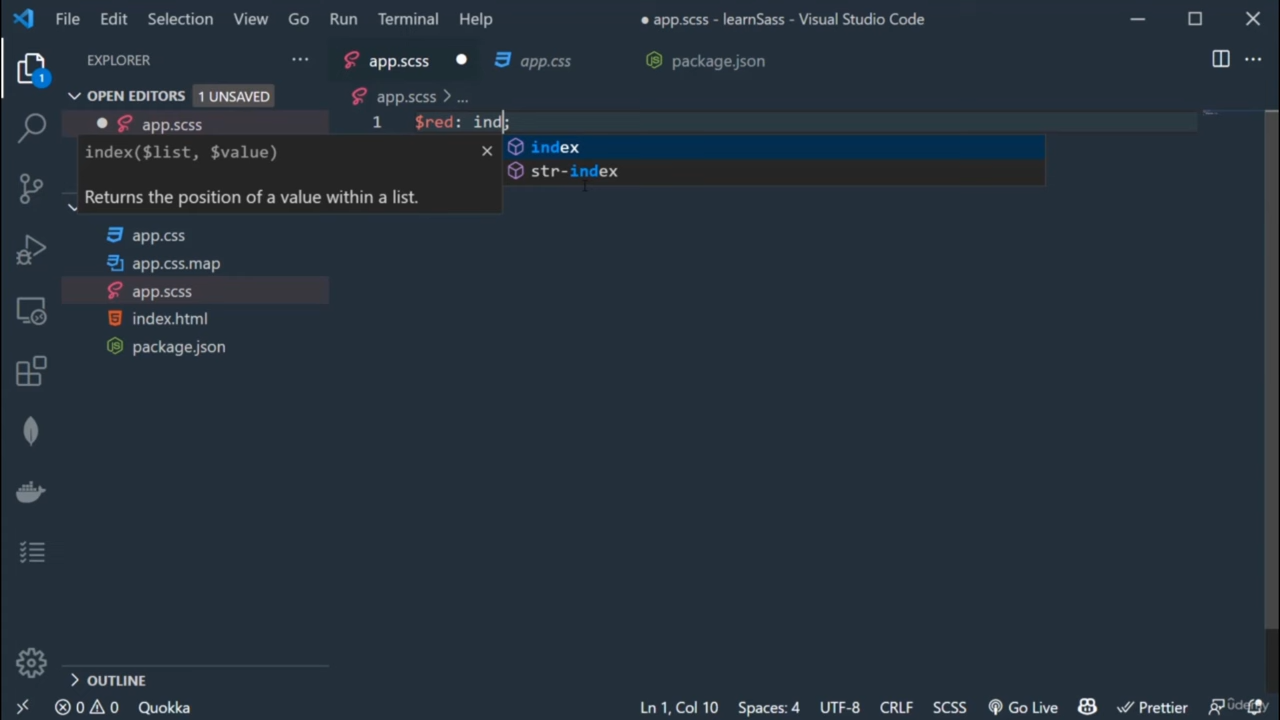 File Edit Selection View Go Run Terminal Help ● app.scss - learnSass - Visual Studio Code
EXPLORER ··· app.scss ● app.css package.json ···
OPEN EDITORS 1 UNSAVED app.scss > ...
● app.scss 1 $red: ind;
index($list, $value) × index
str-index
Returns the position of a value within a list.
app.css
app.css.map
app.scss
index.html
package.json
OUTLINE
0 0 Quokka Ln 1, Col 10 Spaces: 4 UTF-8 CRLF SCSS Go Live Prettier
1
udemy